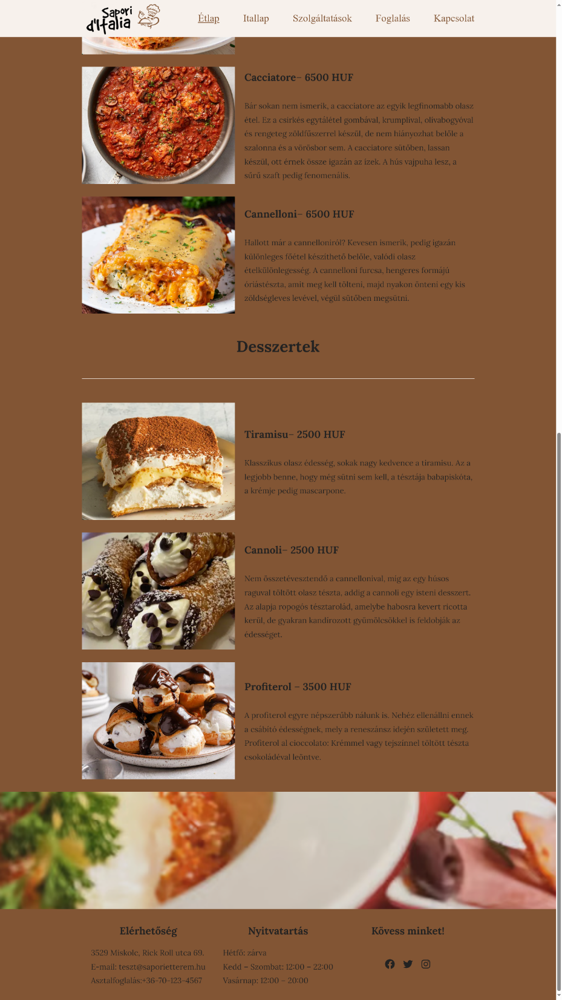 Sapori
d'Italia
Étlap Itallap Szolgáltatások Foglalás Kapcsolat
Cacciatore– 6500 HUF
Bár sokan nem ismerik, a cacciatore az egyik legfinomabb olasz
étel. Ez a csirkés egytálétel gombával, krumplival, olívabogyóval
és rengeteg zöldfűszerrel készül, de nem hiányozhat belőle a
szalonna és a vörösbor sem. A cacciatore sütőben, lassan
készül, ott érnek össze igazán az ízek. A hús vajpuha lesz, a
sűrű szaft pedig fenomenális.
Cannelloni– 6500 HUF
Hallott már a cannelloniról? Kevesen ismerik, pedig igazán
különleges főétel készíthető belőle, valódi olasz
ételkülönlegesség. A cannelloni furcsa, hengeres formájú
óriástészta, amit meg kell tölteni, majd nyakon önteni egy kis
zöldségleves levével, végül sütőben megsütni.
Desszertek
Tiramisu– 2500 HUF
Klasszikus olasz édesség, sokak nagy kedvence a tiramisu. Az a
legjobb benne, hogy még sütni sem kell, a tésztája babapiskóta,
a krémje pedig mascarpone.
Cannoli– 2500 HUF
Nem összetévesztendő a cannellonival, míg az egy húsos
raguval töltött olasz tészta, addig a cannoli egy isteni desszert.
Az alapja ropogós tésztarolád, amelybe habosra kevert ricotta
kerül, de gyakran kandírozott gyümölcsökkel is feldobják az
édességet.
Profiterol – 3500 HUF
A profiterol egyre népszerűbb nálunk is. Nehéz ellenállni ennek
a csábító édességnek, mely a reneszánsz idején született meg.
Profiterol al cioccolato: Krémmel vagy tejszínnel töltött tészta
csokoládéval leöntve.
Elérhetőség
3529 Miskolc, Rick Roll utca 69.
E-mail: teszt@saporietterem.hu
Asztalfoglalás:+36-70-123-4567
Nyitvatartás
Hétfő: zárva
Kedd – Szombat: 12:00 – 22:00
Vasárnap: 12:00 – 20:00
Kövess minket!